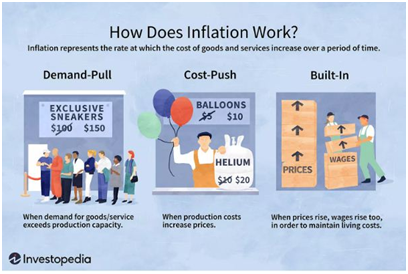 How Does Inflation Work?
Inflation represents the rate at which the cost of goods and services increase over a period of time.
Demand-Pull
EXCLUSIVE
SNEAKERS
$100 $150
When demand for goods/service
exceeds production capacity.
Cost-Push
BALLOONS
$5 $10
HELIUM
$10 $20
When production costs
increase prices.
Built-In
PRICES
WAGES
When prices rise, wages rise too,
in order to maintain living costs.
Investopedia